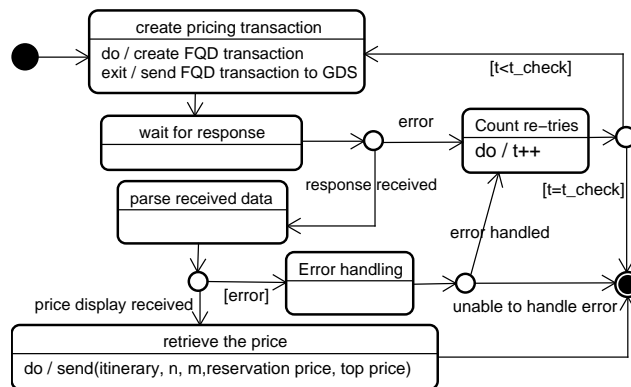 create pricing transaction
do / create FQD transaction
exit / send FQD transaction to GDS
[t<t_check]
wait for response
error
Count re−tries
do / t++
response received
[t=t_check]
parse received data
error handled
Error handling
[error]
price display received
unable to handle error
retrieve the price
do / send(itinerary, n, m,reservation price, top price)